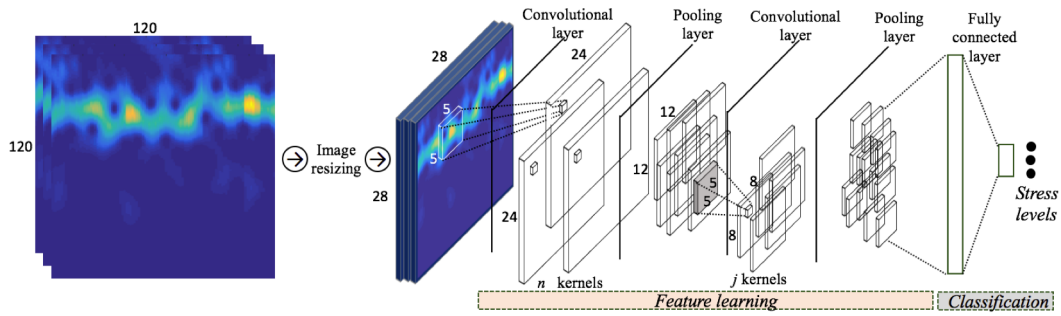 120
120
Image
resizing
28
28
5
5
Convolutional
layer
24
24
n kernels
Pooling
layer
12
12
5
5
Convolutional
layer
8
8
j kernels
Pooling
layer
Fully
connected
layer
Stress
levels
Feature learning
Classification